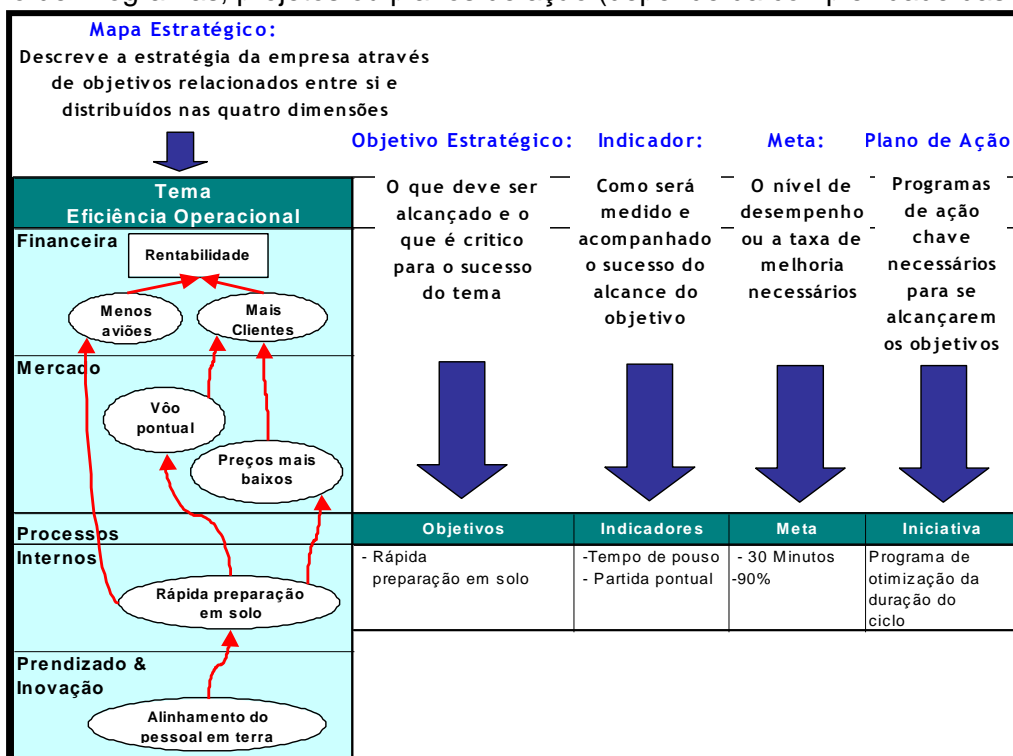 Mapa Estratégico:
Descreve a estratégia da empresa através
de objetivos relacionados entre si e
distribuídos nas quatro dimensões
Objetivo Estratégico:
Indicador:
Meta:
Plano de Ação
Tema
Eficiência Operacional
O que deve ser
alcançado e o
que é critico
para o sucesso
do tema
Como será
medido e
acompanhado
o sucesso do
alcance do
objetivo
O nível de
desempenho
ou a taxa de
melhoria
necessários
Programas
de ação
chave
necessários
para se
alcançarem
os objetivos
Financeira
Rentabilidade
Menos
aviões
Mais
Clientes
Mercado
Vôo
pontual
Preços mais
baixos
Processos
Internos
Rápida preparação
em solo
Prendizado &
Inovação
Alinhamento do
pessoal em terra
Objetivos
Indicadores
Meta
Iniciativa
- Rápida
preparação em solo
-Tempo de pouso
- Partida pontual
- 30 Minutos
-90%
Programa de
otimização da
duração do
ciclo